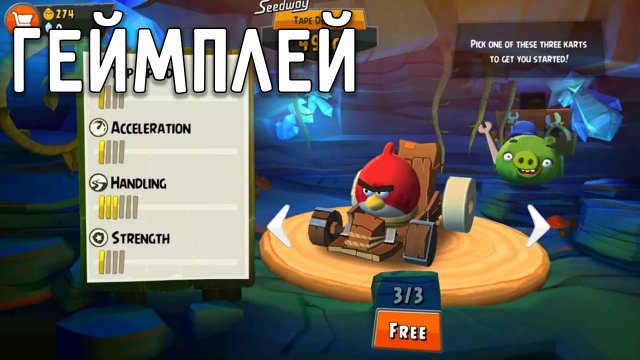 274
Seedway
ГЕЙМПЛЕЙ
PICK ONE OF THESE THREE KARTS
TO GET YOU STARTED!
ACCELERATION
HANDLING
STRENGTH
3/3
FREE